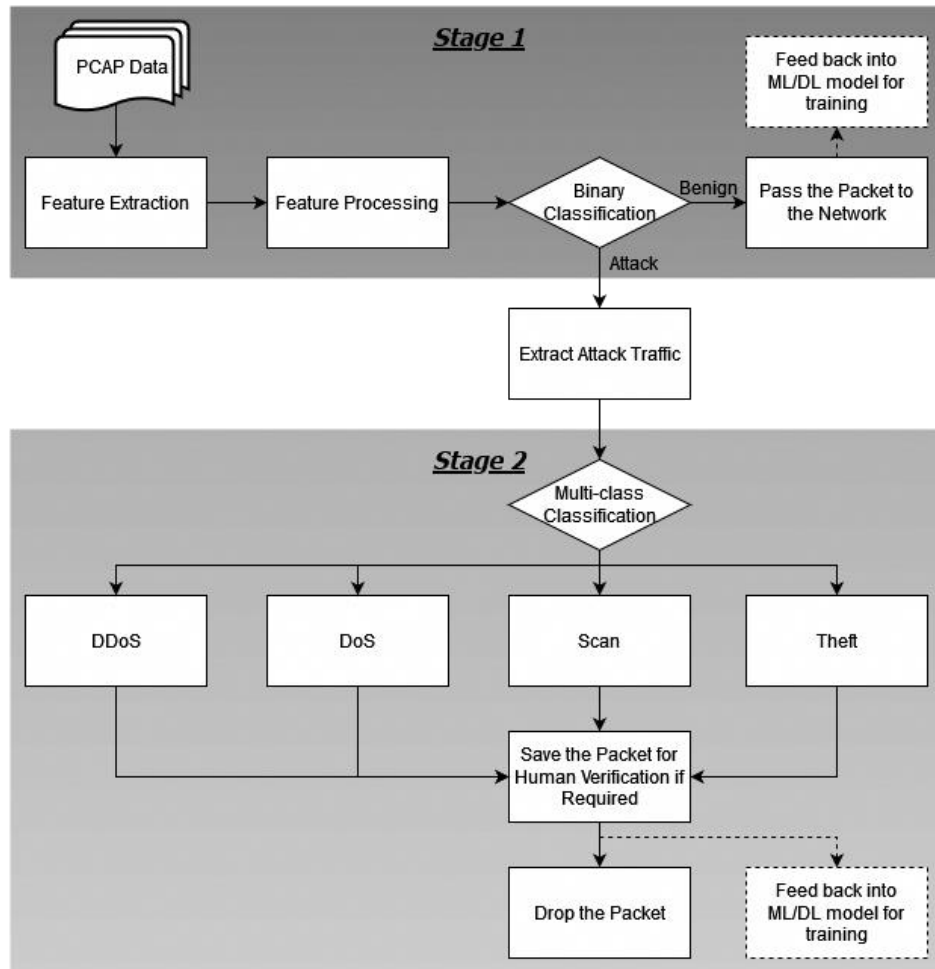 Stage 1
PCAP Data
Feed back into
ML/DL model for
training
Feature Extraction
Feature Processing
Binary
Classification
Benign
Pass the Packet to
the Network
Attack
Extract Attack Traffic
Stage 2
Multi-class
Classification
DDoS
DoS
Scan
Theft
Save the Packet for
Human Verification if
Required
Drop the Packet
Feed back into
ML/DL model for
training